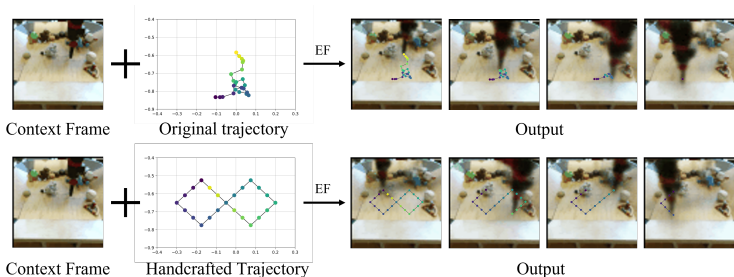 -0.4
-0.5
-0.6
-0.7
-0.8
-0.9
-0.4 -0.3 -0.2 -0.1 0.0 0.1 0.2 0.3
EF
Context Frame Original trajectory Output
-0.4
-0.5
-0.6
-0.7
-0.8
-0.9
-0.4 -0.3 -0.2 -0.1 0.0 0.1 0.2 0.3
EF
Context Frame Handcrafted Trajectory Output